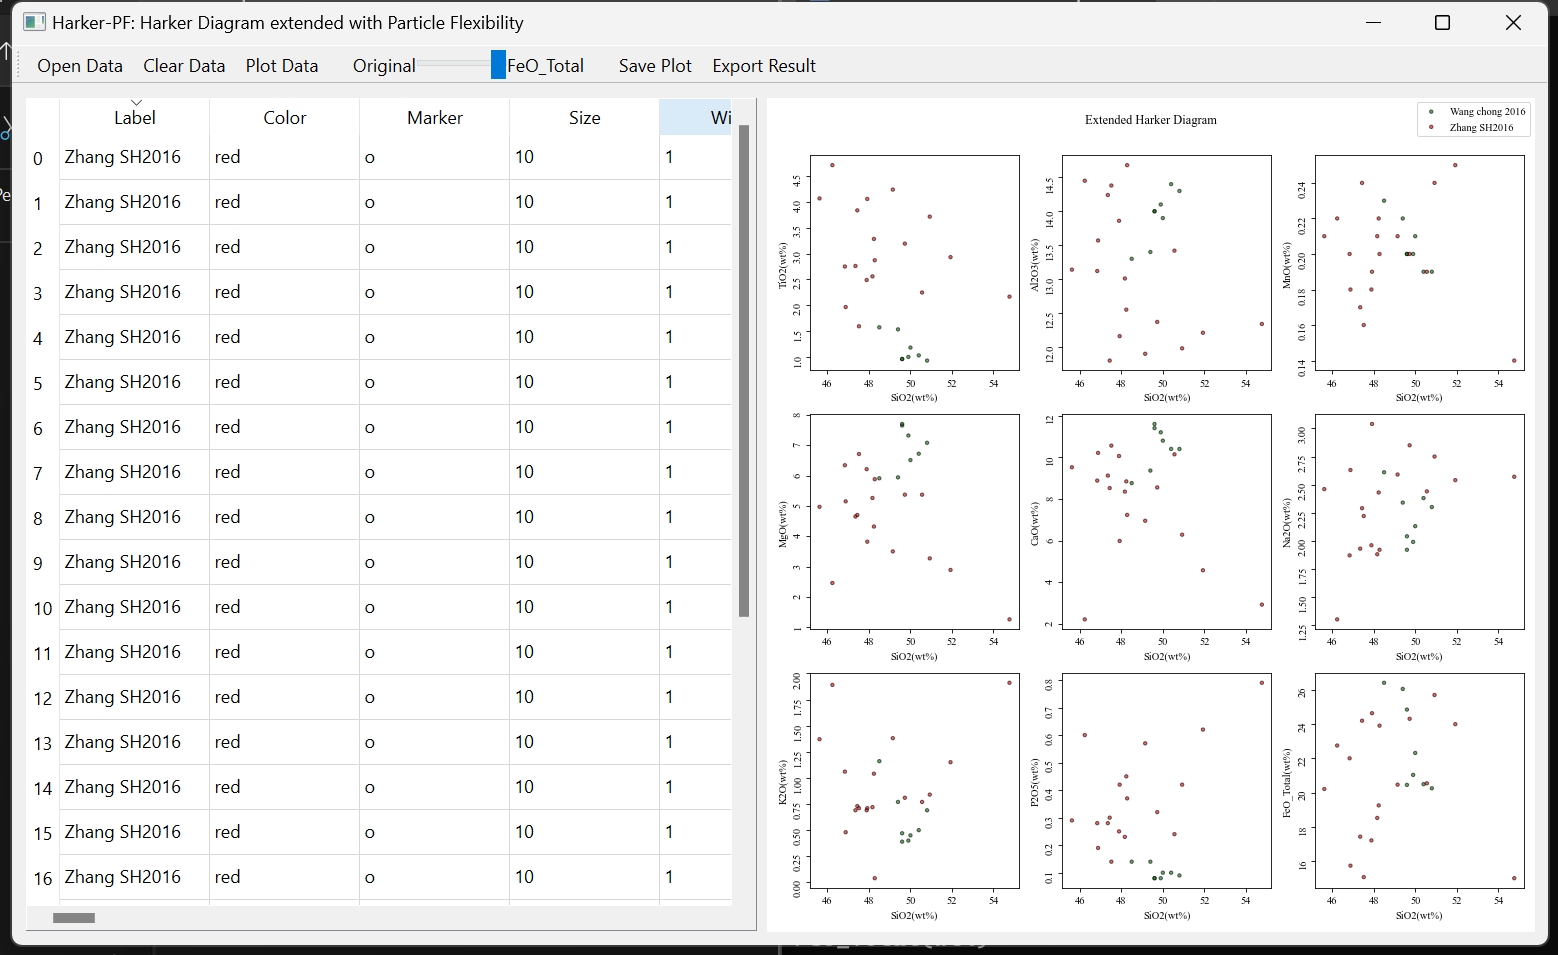 Harker-PF: Harker Diagram extended with Particle Flexibility
Open Data Clear Data Plot Data Original FeO_Total Save Plot Export Result
Label Color Marker Size Wi
0 Zhang SH2016 red o 10 1
1 Zhang SH2016 red o 10 1
2 Zhang SH2016 red o 10 1
3 Zhang SH2016 red o 10 1
4 Zhang SH2016 red o 10 1
5 Zhang SH2016 red o 10 1
6 Zhang SH2016 red o 10 1
7 Zhang SH2016 red o 10 1
8 Zhang SH2016 red o 10 1
9 Zhang SH2016 red o 10 1
10 Zhang SH2016 red o 10 1
11 Zhang SH2016 red o 10 1
12 Zhang SH2016 red o 10 1
13 Zhang SH2016 red o 10 1
14 Zhang SH2016 red o 10 1
15 Zhang SH2016 red o 10 1
16 Zhang SH2016 red o 10 1
Extended Harker Diagram
Wang chong 2016
Zhang SH2016
TiO2(wt%)
4.5
4.0
3.5
3.0
2.5
2.0
1.5
1.0
46 48 50 52 54
SiO2(wt%)
Al2O3(wt%)
14.5
14.0
13.5
13.0
12.5
12.0
46 48 50 52 54
SiO2(wt%)
MnO(wt%)
0.24
0.22
0.20
0.18
0.16
0.14
46 48 50 52 54
SiO2(wt%)
MgO(wt%)
8
7
6
5
4
3
2
1
46 48 50 52 54
SiO2(wt%)
CaO(wt%)
12
10
8
6
4
2
46 48 50 52 54
SiO2(wt%)
Na2O(wt%)
3.00
2.75
2.50
2.25
2.00
1.75
1.50
1.25
46 48 50 52 54
SiO2(wt%)
K2O(wt%)
2.00
1.75
1.50
1.25
1.00
0.75
0.50
0.25
0.00
46 48 50 52 54
SiO2(wt%)
P2O5(wt%)
0.8
0.7
0.6
0.5
0.4
0.3
0.2
0.1
46 48 50 52 54
SiO2(wt%)
FeO_Total(wt%)
26
24
22
20
18
16
46 48 50 52 54
SiO2(wt%)